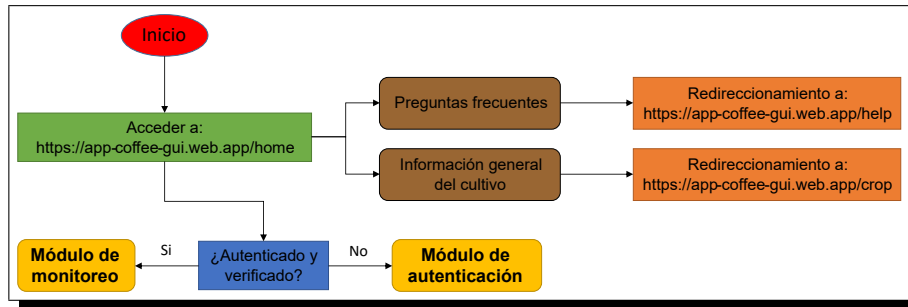 Inicio
Acceder a:
https://app-coffee-gui.web.app/home
Preguntas frecuentes
Redireccionamiento a:
https://app-coffee-gui.web.app/help
Información general
del cultivo
Redireccionamiento a:
https://app-coffee-gui.web.app/crop
Módulo de
monitoreo
Si
¿Autenticado y
verificado?
No
Módulo de
autenticación